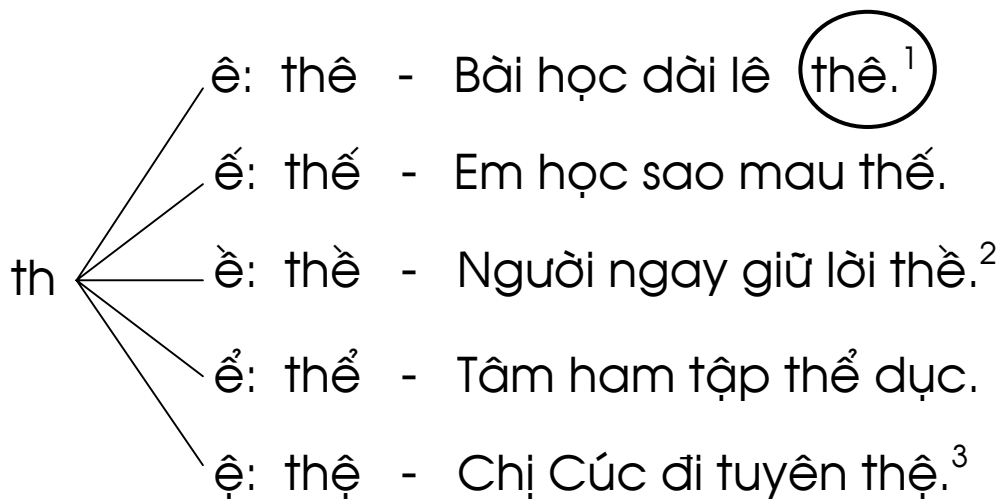 ê: thê - Bài học dài lê thê.¹
ế: thế - Em học sao mau thế.
th ề: thề - Người ngay giữ lời thề.²
ể: thể - Tâm ham tập thể dục.
ệ: thệ - Chị Cúc đi tuyên thệ.³